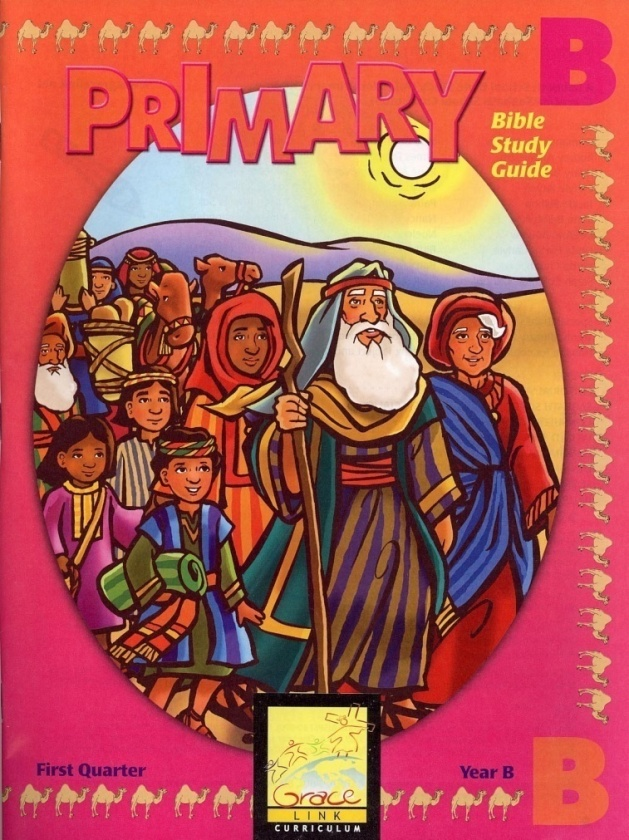 B
PRIMARY
Bible
Study
Guide
First Quarter
Year B
B
Grace
LINK
CURRICULUM